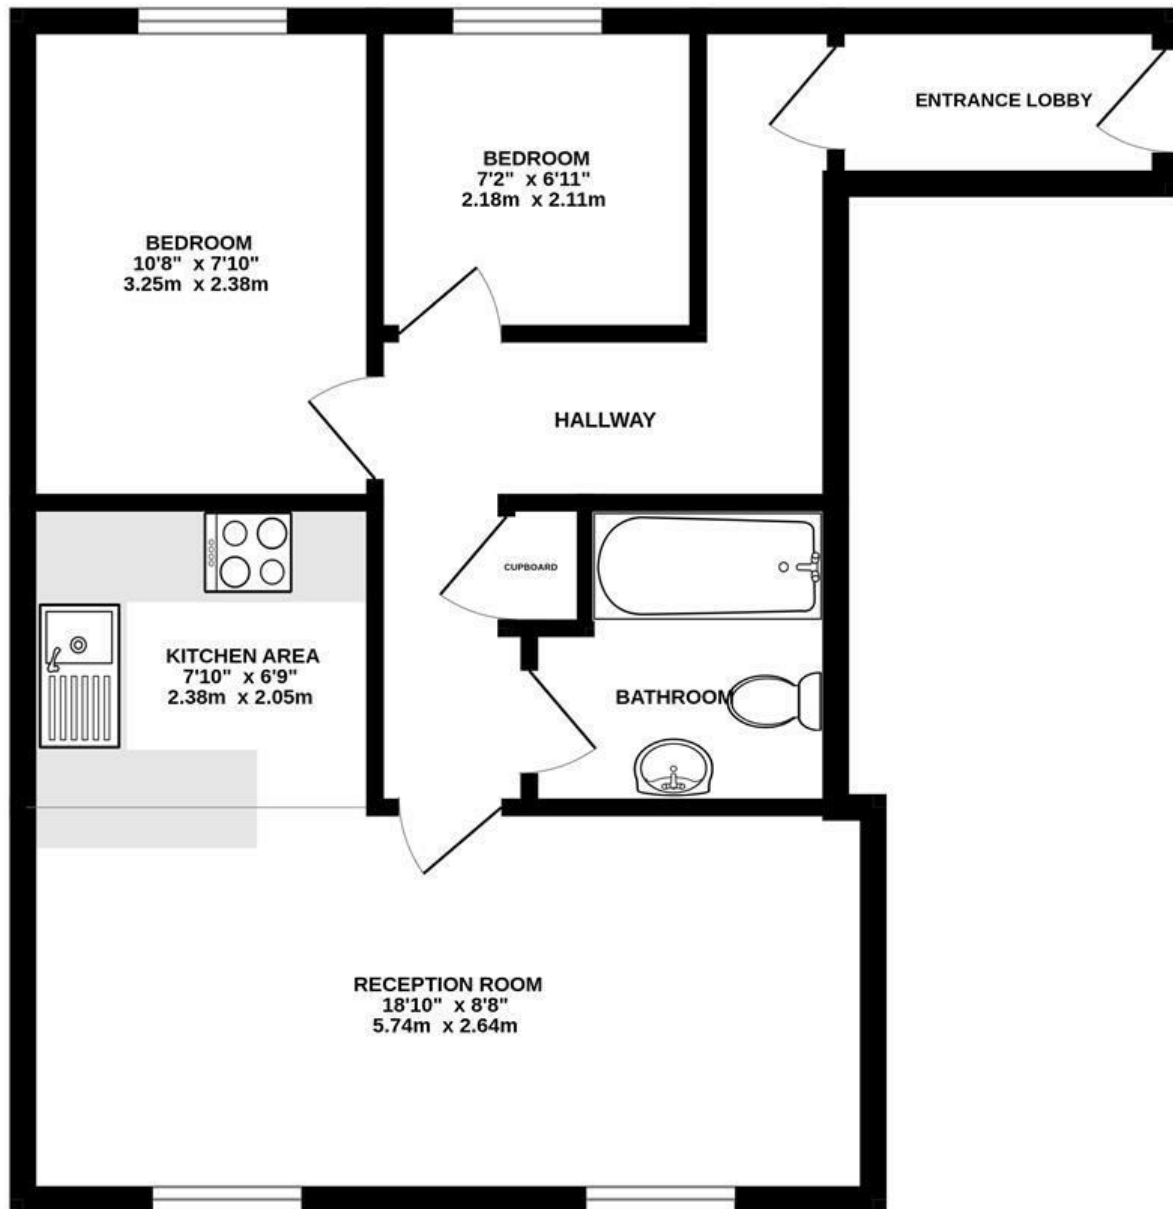 ENTRANCE LOBBY
BEDROOM
7'2" x 6'11"
2.18m x 2.11m
BEDROOM
10'8" x 7'10"
3.25m x 2.38m
HALLWAY
CUPBOARD
KITCHEN AREA
7'10" x 6'9"
2.38m x 2.05m
BATHROOM
RECEPTION ROOM
18'10" x 8'8"
5.74m x 2.64m